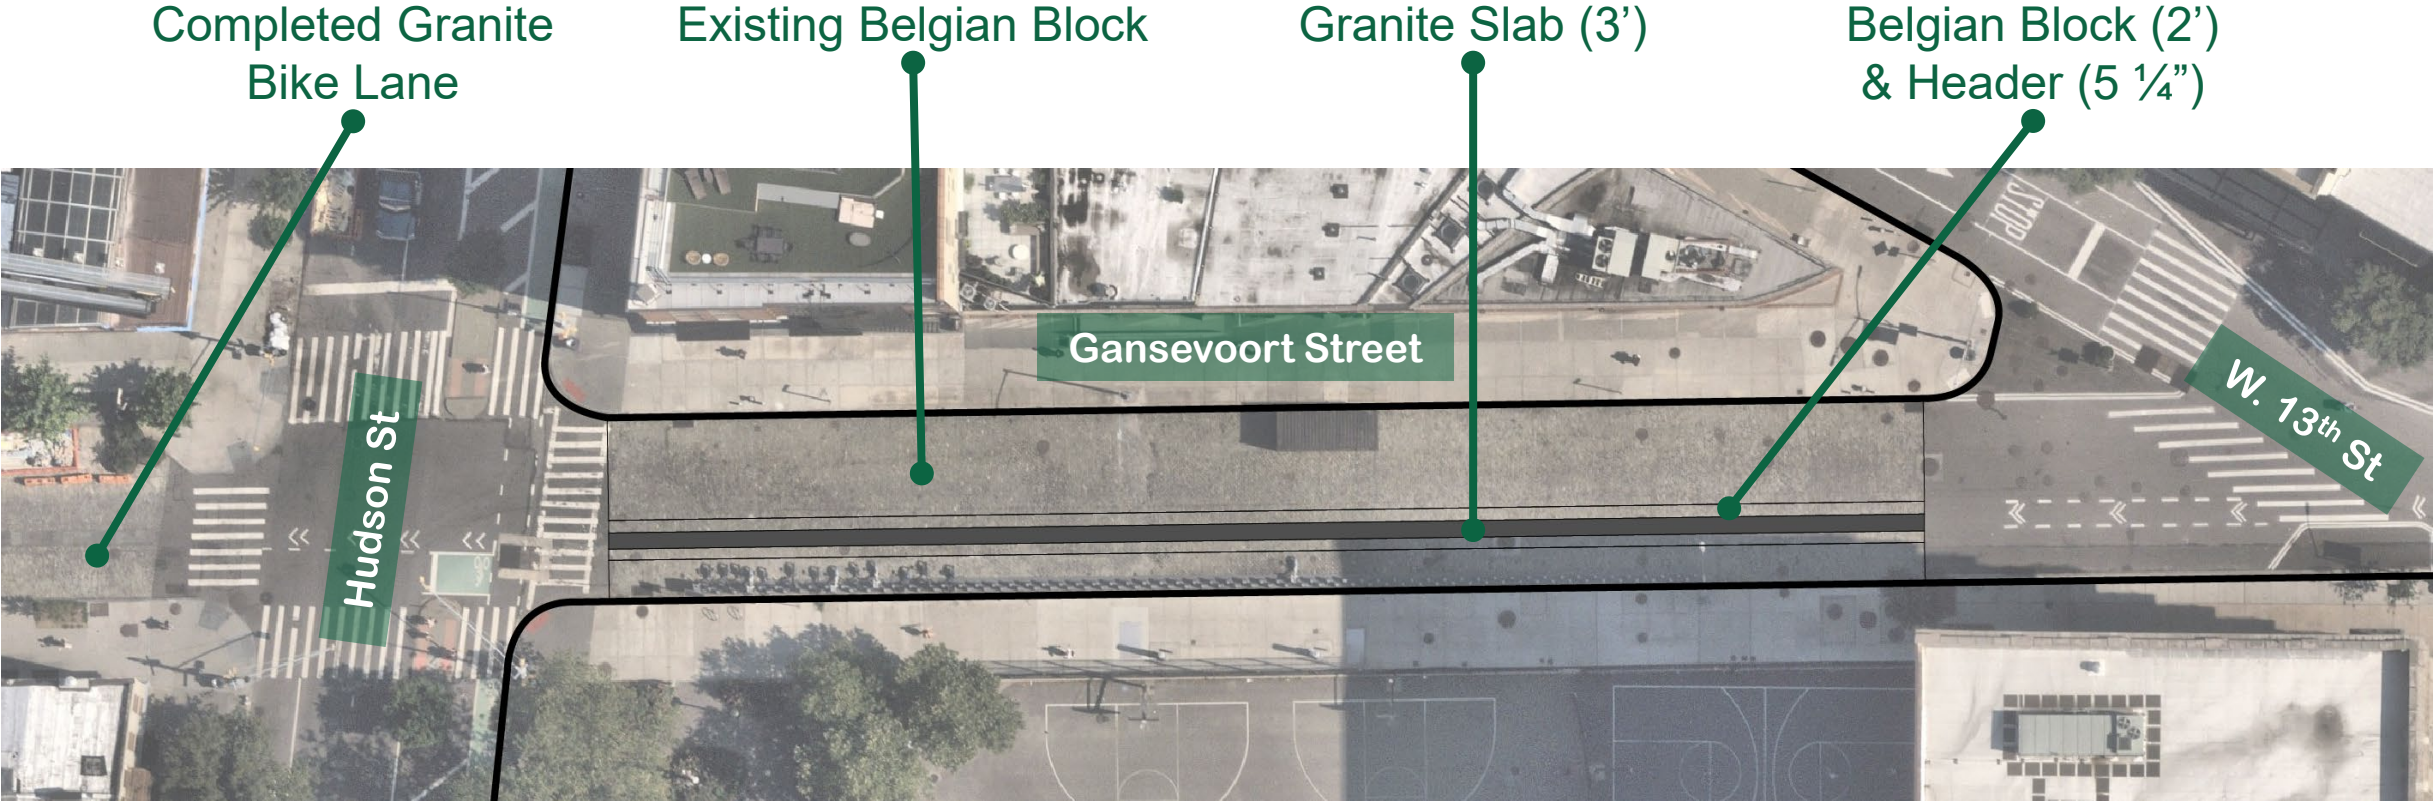 Completed Granite
Bike Lane
Existing Belgian Block
Granite Slab (3’)
Belgian Block (2’)
& Header (5 ¼”)
STOP
Gansevoort Street
Hudson St
W. 13th St